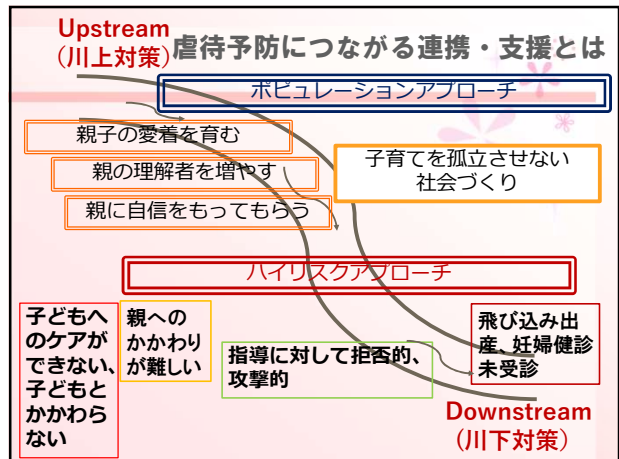 Upstream
（川上対策）
虐待予防につながる連携・支援とは
ポピュレーションアプローチ
親子の愛着を育む
親の理解者を増やす
親に自信をもってもらう
子育てを孤立させない
社会づくり
ハイリスクアプローチ
子どもへ
のケアが
できない、
子どもと
かかわら
ない
親への
かかわり
が難しい
指導に対して拒否的、
攻撃的
飛び込み出
産、妊婦健診
未受診
Downstream
（川下対策）